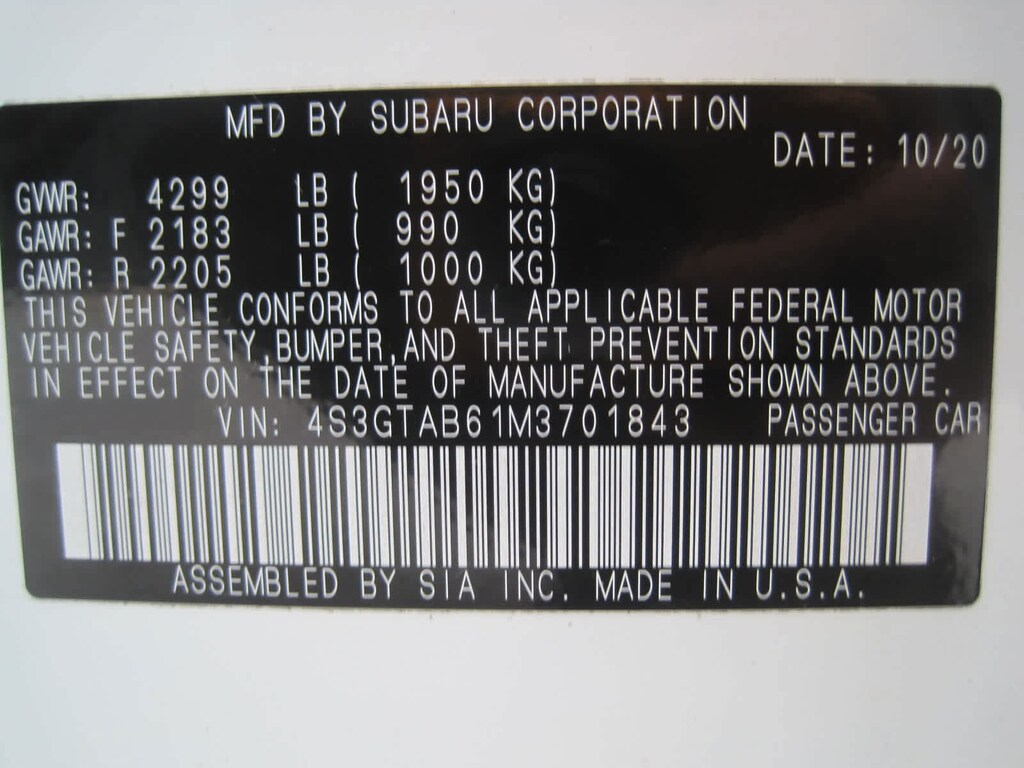 MFD BY SUBARU CORPORATION
DATE: 10/20
GVWR: 4299 LB ( 1950 KG)
GAWR: F 2183 LB ( 990 KG)
GAWR: R 2205 LB ( 1000 KG)
THIS VEHICLE CONFORMS TO ALL APPLICABLE FEDERAL MOTOR
VEHICLE SAFETY,BUMPER,AND THEFT PREVENTION STANDARDS
IN EFFECT ON THE DATE OF MANUFACTURE SHOWN ABOVE.
VIN: 4S3GTAB61M3701843 PASSENGER CAR
ASSEMBLED BY SIA INC. MADE IN U.S.A.